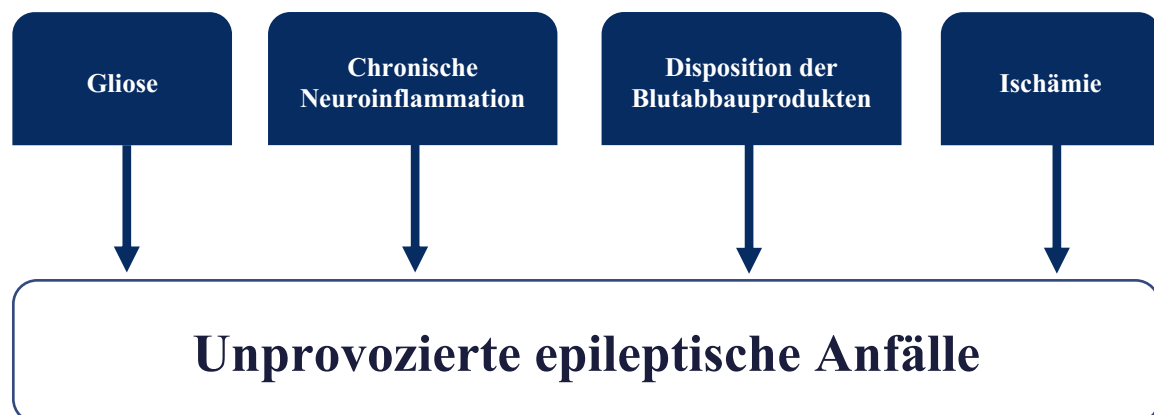 Gliose
Chronische
Neuroinflammation
Disposition der
Blutabbauprodukten
Ischämie
Unprovozierte epileptische Anfälle